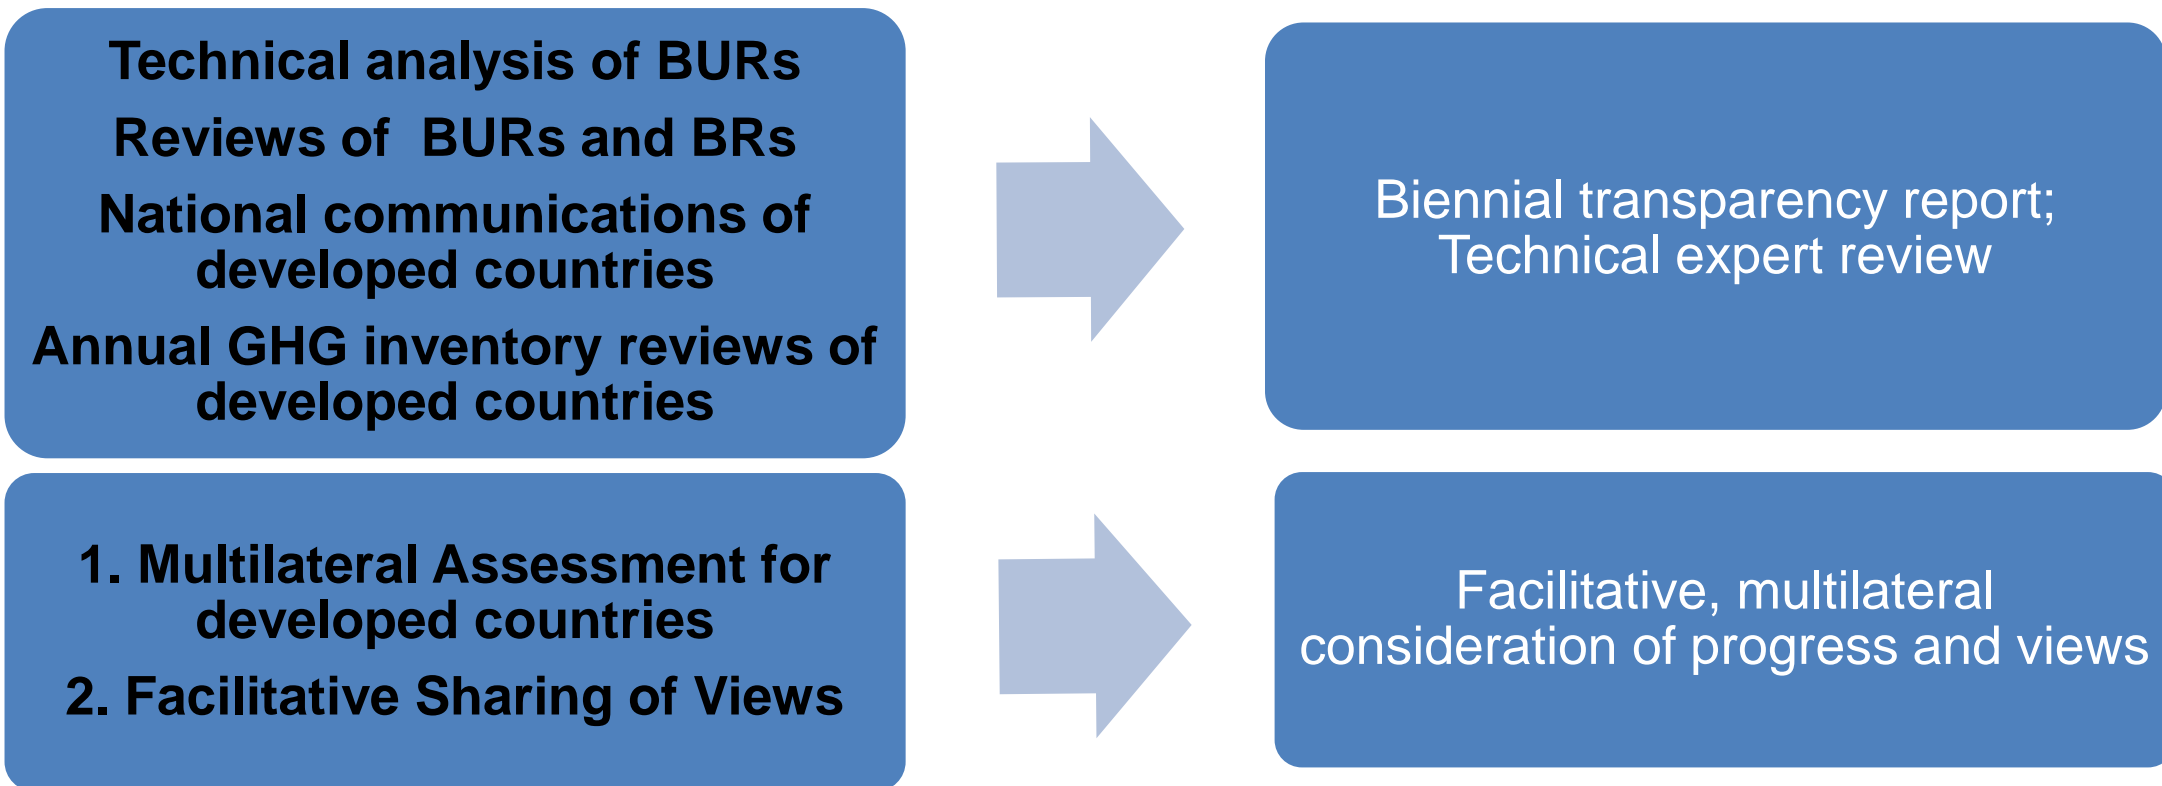 Technical analysis of BURs
Reviews of BURs and BRs
National communications of
developed countries
Annual GHG inventory reviews of
developed countries
Biennial transparency report;
Technical expert review
1. Multilateral Assessment for
developed countries
2. Facilitative Sharing of Views
Facilitative, multilateral
consideration of progress and views